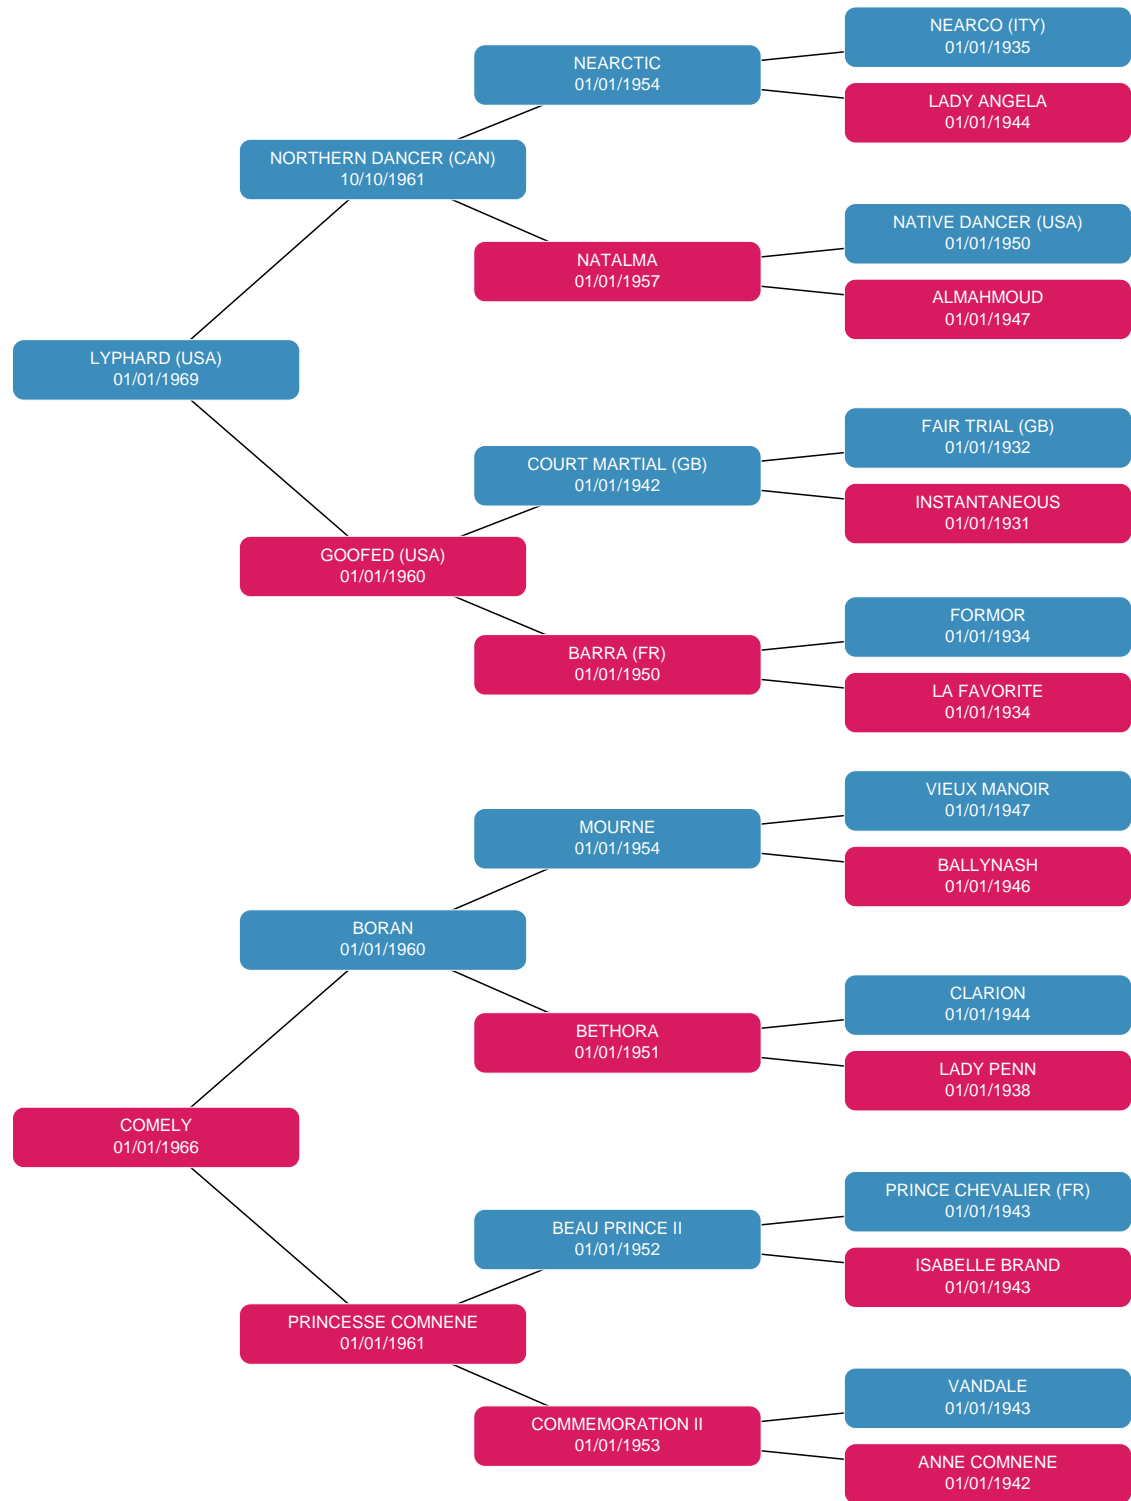 NEARCO (ITY)
01/01/1935
NEARCTIC
01/01/1954
LADY ANGELA
01/01/1944
NORTHERN DANCER (CAN)
10/10/1961
NATIVE DANCER (USA)
01/01/1950
NATALMA
01/01/1957
ALMAHMOUD
01/01/1947
LYPHARD (USA)
01/01/1969
FAIR TRIAL (GB)
01/01/1932
COURT MARTIAL (GB)
01/01/1942
INSTANTANEOUS
01/01/1931
GOOFED (USA)
01/01/1960
FORMOR
01/01/1934
BARRA (FR)
01/01/1950
LA FAVORITE
01/01/1934
VIEUX MANOIR
01/01/1947
MOURNE
01/01/1954
BALLYNASH
01/01/1946
BORAN
01/01/1960
CLARION
01/01/1944
BETHORA
01/01/1951
LADY PENN
01/01/1938
COMELY
01/01/1966
PRINCE CHEVALIER (FR)
01/01/1943
BEAU PRINCE II
01/01/1952
ISABELLE BRAND
01/01/1943
PRINCESSE COMNENE
01/01/1961
VANDALE
01/01/1943
COMMEMORATION II
01/01/1953
ANNE COMNENE
01/01/1942